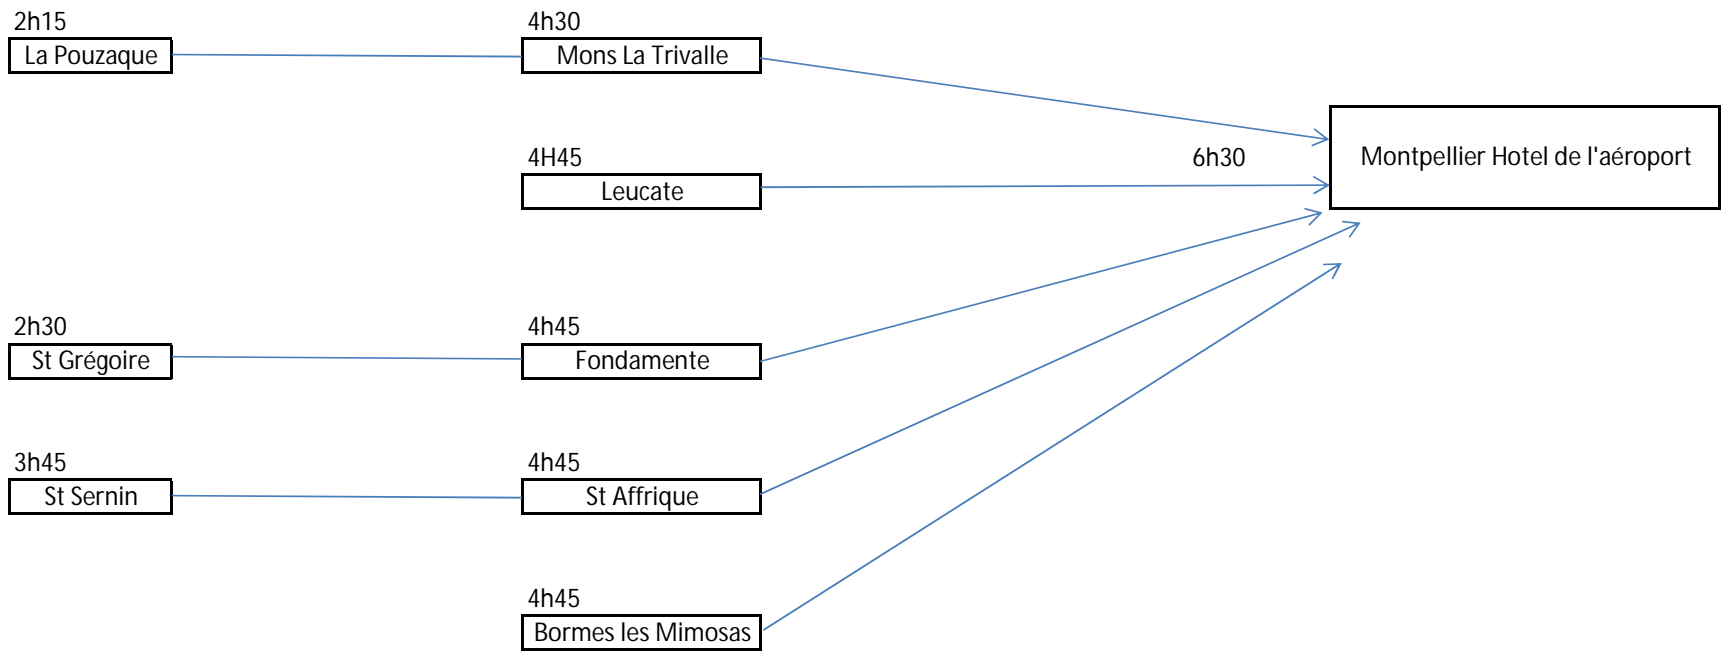 2h15
4h30
La Pouzaque
Mons La Trivalle
4H45
6h30
Montpellier Hotel de l'aéroport
Leucate
2h30
4h45
St Grégoire
Fondamente
3h45
4h45
St Sernin
St Affrique
4h45
Bormes les Mimosas